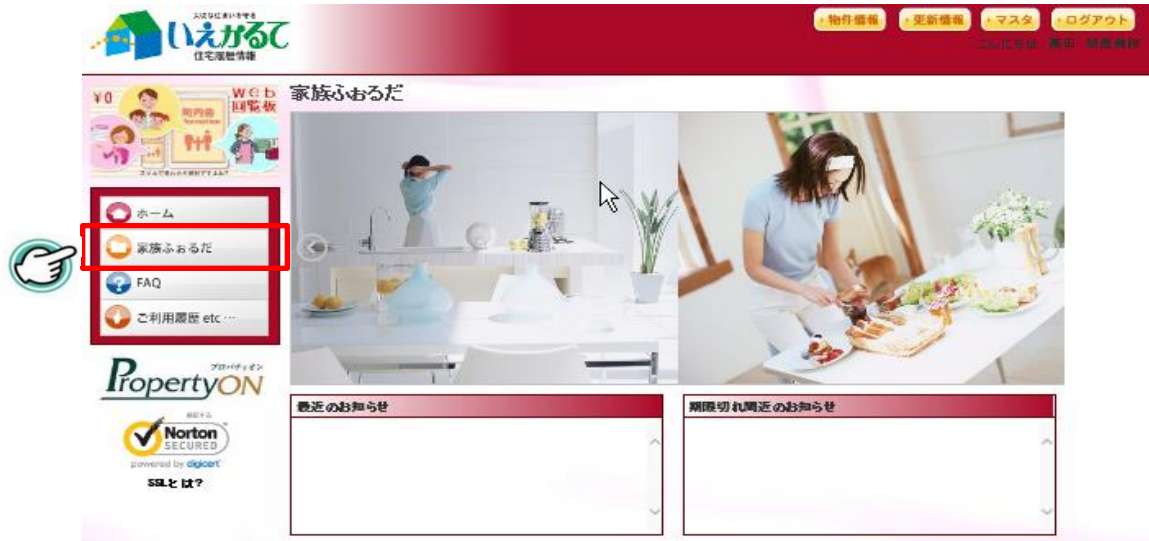 大切な住まいを守る
いえかるて
住宅履歴情報
物件情報
更新情報
マスタ
ログアウト
こんにちは
¥0
Web
回覧板
町内会
家族ふぉるだ
ホーム
家族ふぉるだ
FAQ
ご利用履歴 etc …
プロパティオン
PropertyON
Norton
SECURED
powered by digicert
SSLとは?
最近のお知らせ
期限切れ間近のお知らせ